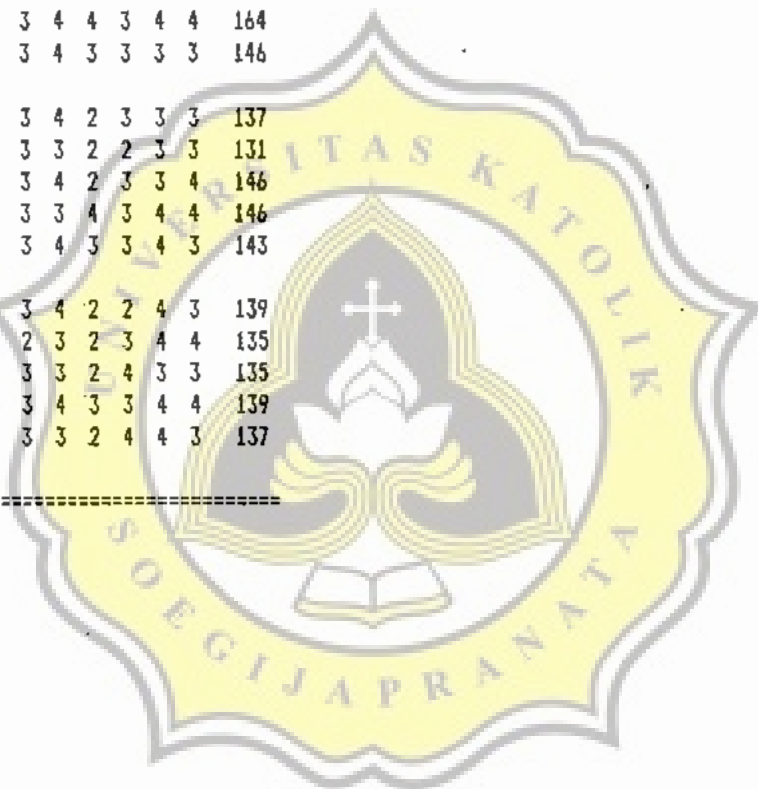 3 4 4 3 4 4 164
3 4 3 3 3 3 146
3 4 2 3 3 3 137
3 3 2 2 3 3 131
3 4 2 3 3 4 146
3 3 4 3 4 4 146
3 4 3 3 4 3 143
3 4 2 2 4 3 139
2 3 2 3 4 4 135
3 3 2 4 3 3 135
3 4 3 3 4 4 139
3 3 2 4 4 3 137
==============================
UNIVERSITAS KATOLIK
SOEGIJAPRANATA